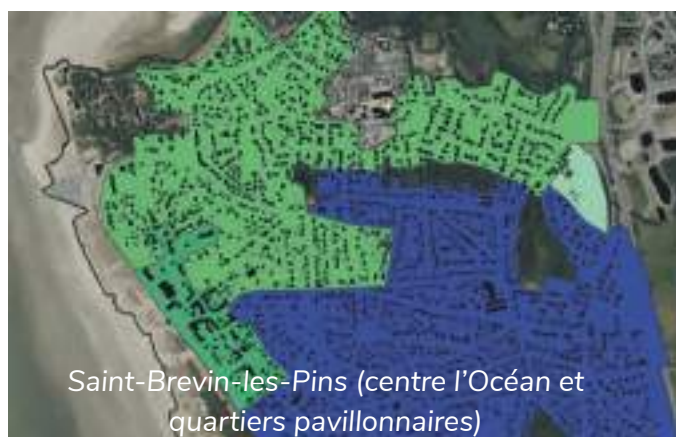 Saint-Brevin-les-Pins (centre l’Océan et
quartiers pavillonnaires)